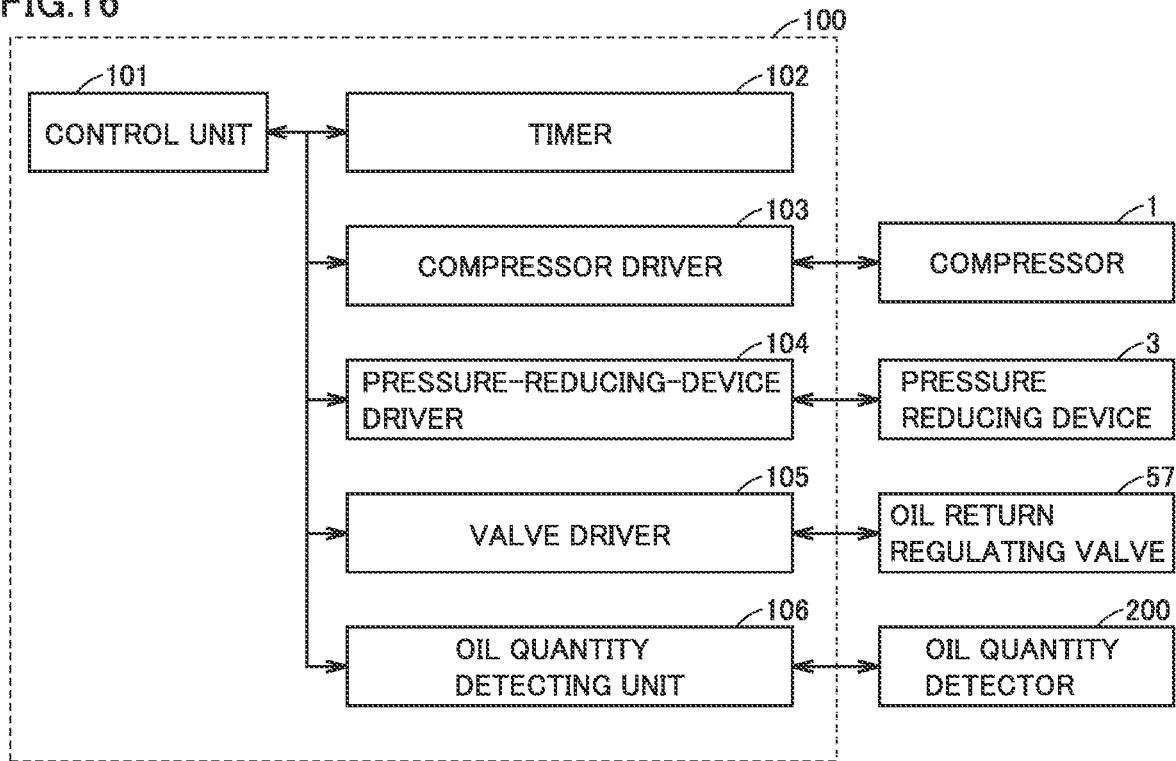 FIG.16
100
101
CONTROL UNIT
102
TIMER
103
COMPRESSOR DRIVER
1
COMPRESSOR
104
PRESSURE-REDUCING-DEVICE
DRIVER
3
PRESSURE
REDUCING DEVICE
105
VALVE DRIVER
57
OIL RETURN
REGULATING VALVE
106
OIL QUANTITY
DETECTING UNIT
200
OIL QUANTITY
DETECTOR